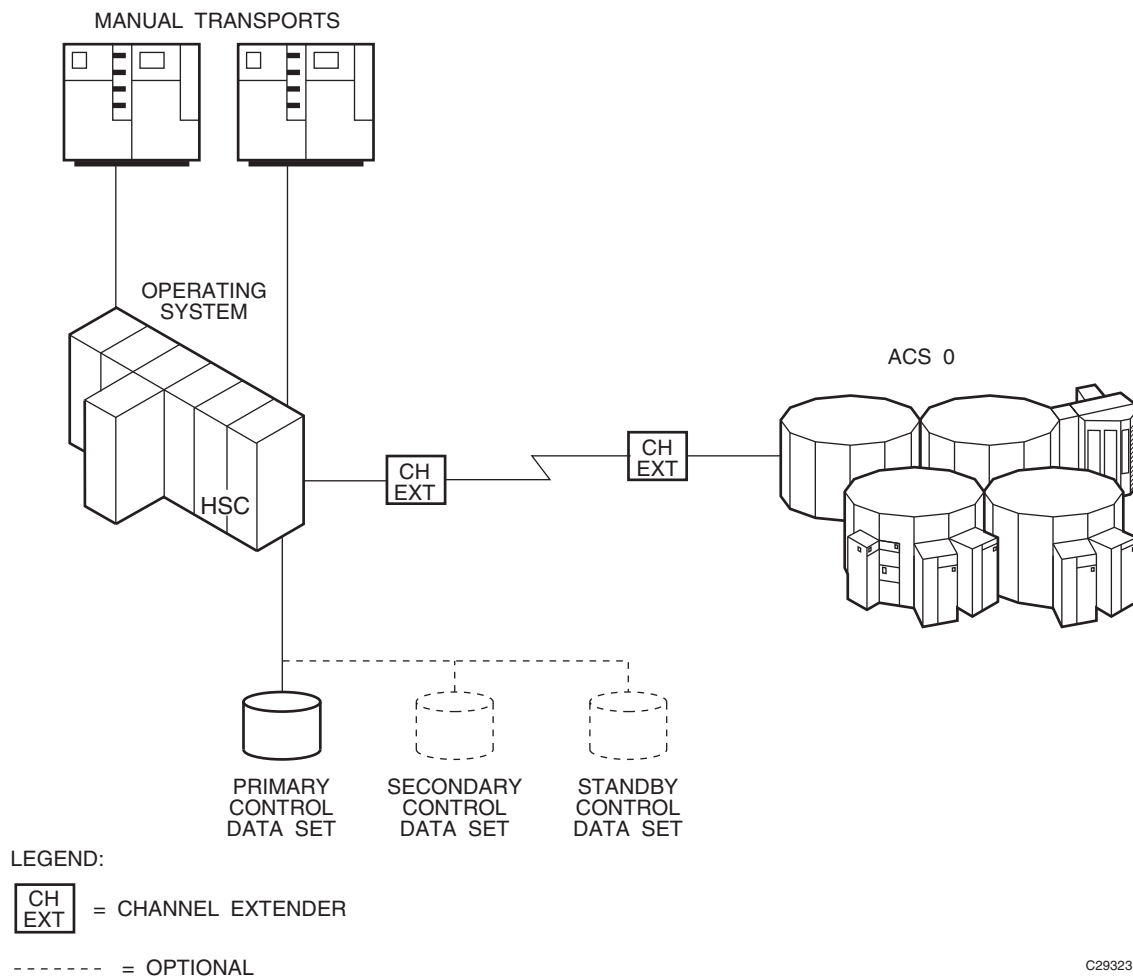 MANUAL TRANSPORTS
OPERATING
SYSTEM
HSC
CH
EXT
CH
EXT
ACS 0
PRIMARY
CONTROL
DATA SET
SECONDARY
CONTROL
DATA SET
STANDBY
CONTROL
DATA SET
LEGEND:
CH
EXT
= CHANNEL EXTENDER
------- = OPTIONAL
C29323